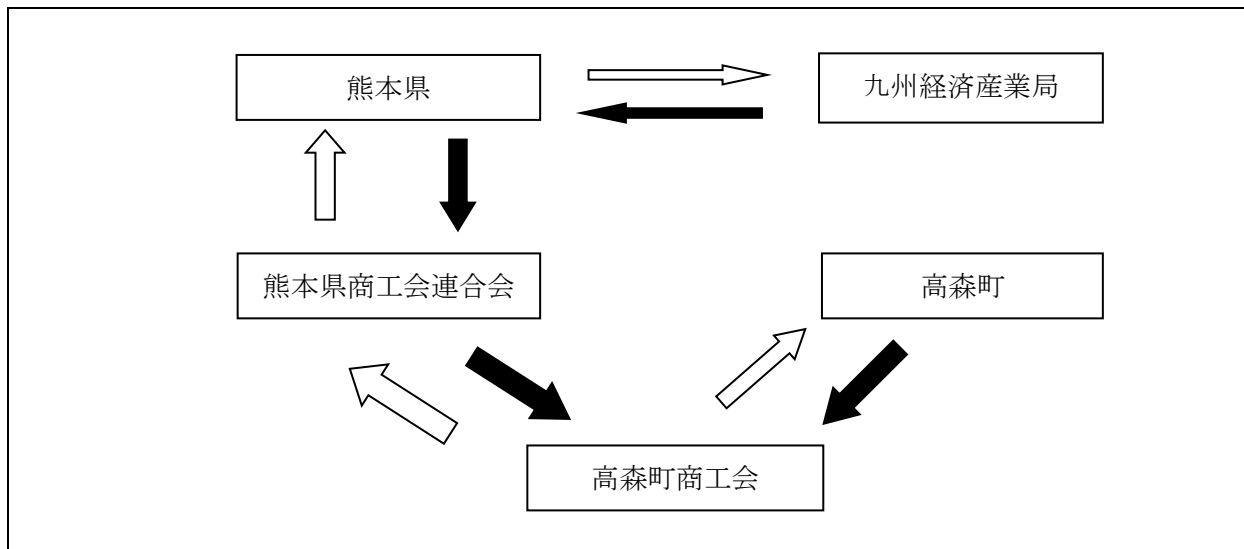 熊本県
九州経済産業局
熊本県商工会連合会
高森町
高森町商工会